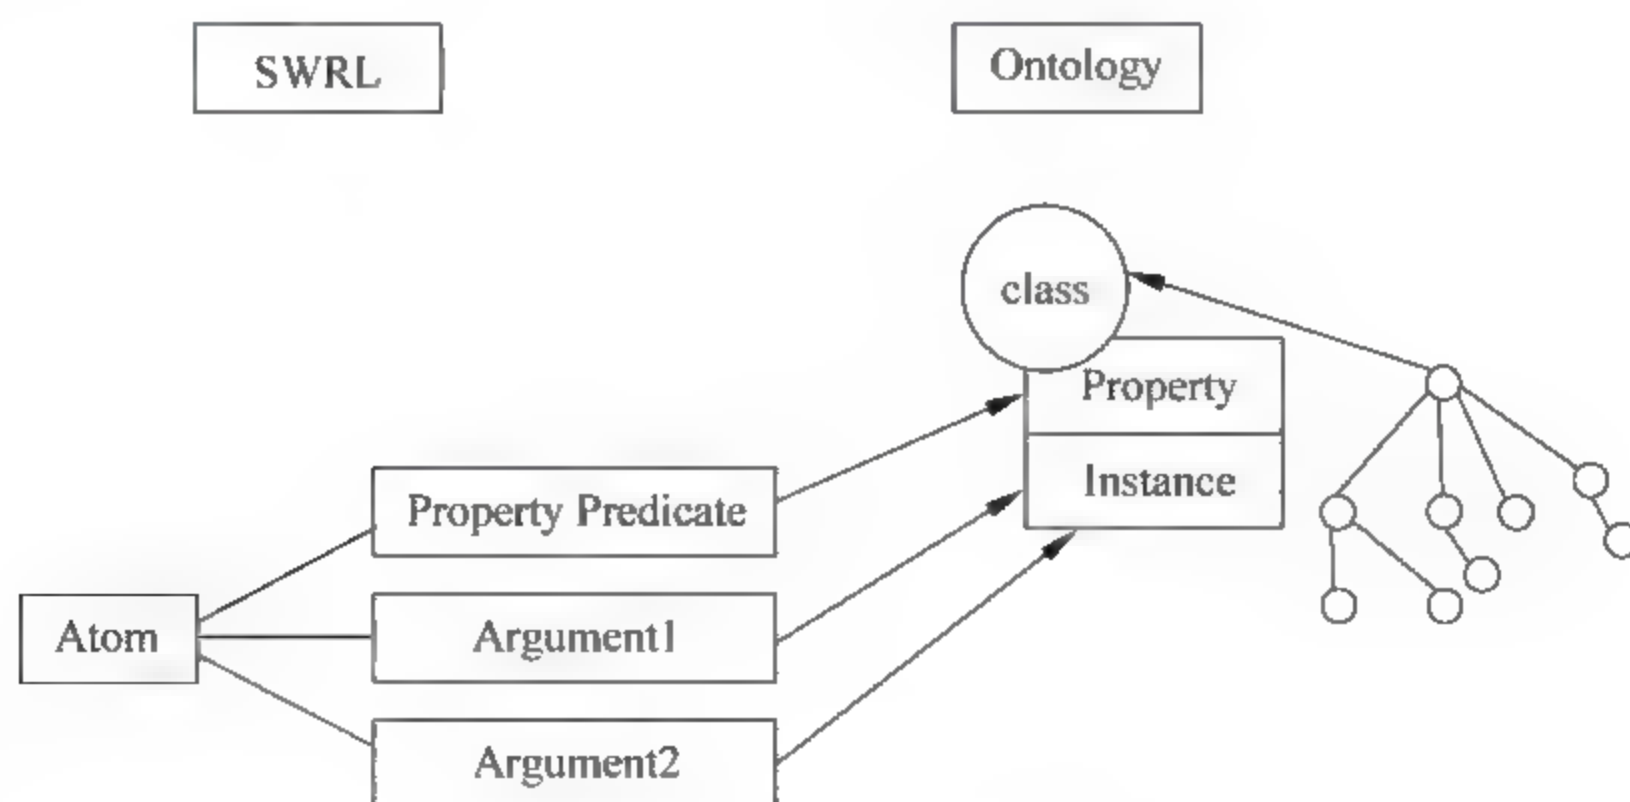 SWRL
Ontology
class
Property
Instance
Property Predicate
Atom
Argument1
Argument2